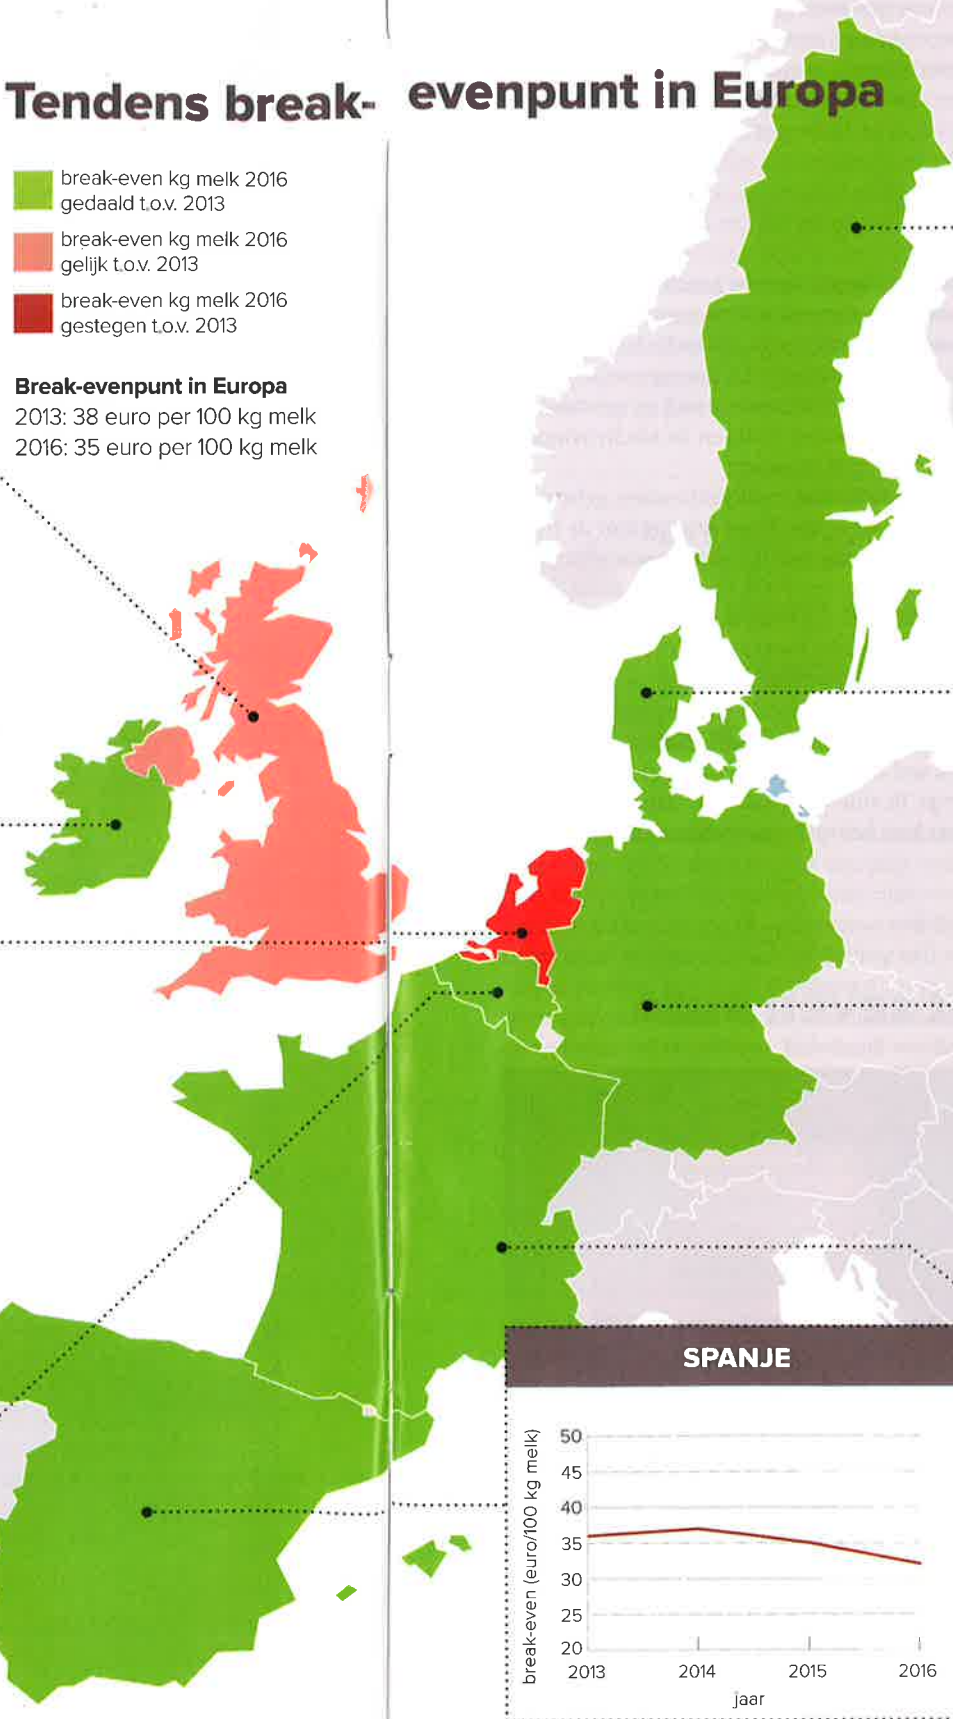 Tendens break- evenpunt in Europa
break-even kg melk 2016
gedaald t.o.v. 2013
break-even kg melk 2016
gelijk t.o.v. 2013
break-even kg melk 2016
gestegen t.o.v. 2013
Break-evenpunt in Europa
2013: 38 euro per 100 kg melk
2016: 35 euro per 100 kg melk
SPANJE
break-even (euro/100 kg melk)
50
45
40
35
30
25
20
2013 2014 2015 2016
jaar